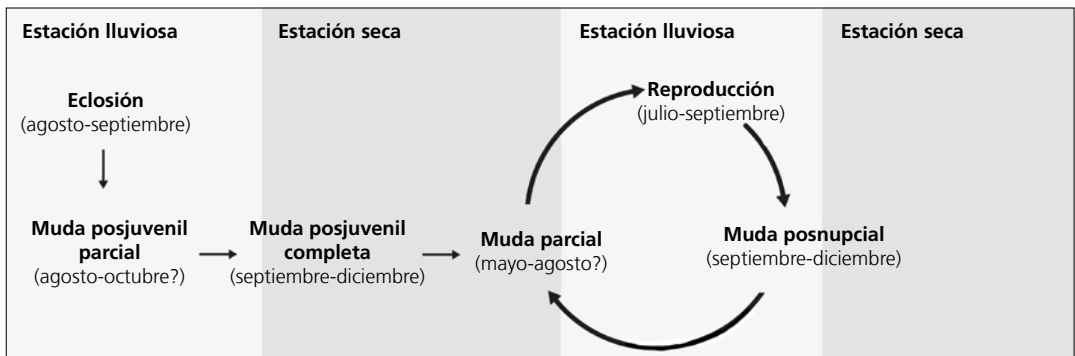 Estación lluviosa
Estación seca
Estación lluviosa
Estación seca
Eclosión
(agosto-septiembre)
Reproducción
(julio-septiembre)
Muda posjuvenil
parcial
(agosto-octubre?)
Muda posjuvenil
completa
(septiembre-diciembre)
Muda parcial
(mayo-agosto?)
Muda posnupcial
(septiembre-diciembre)